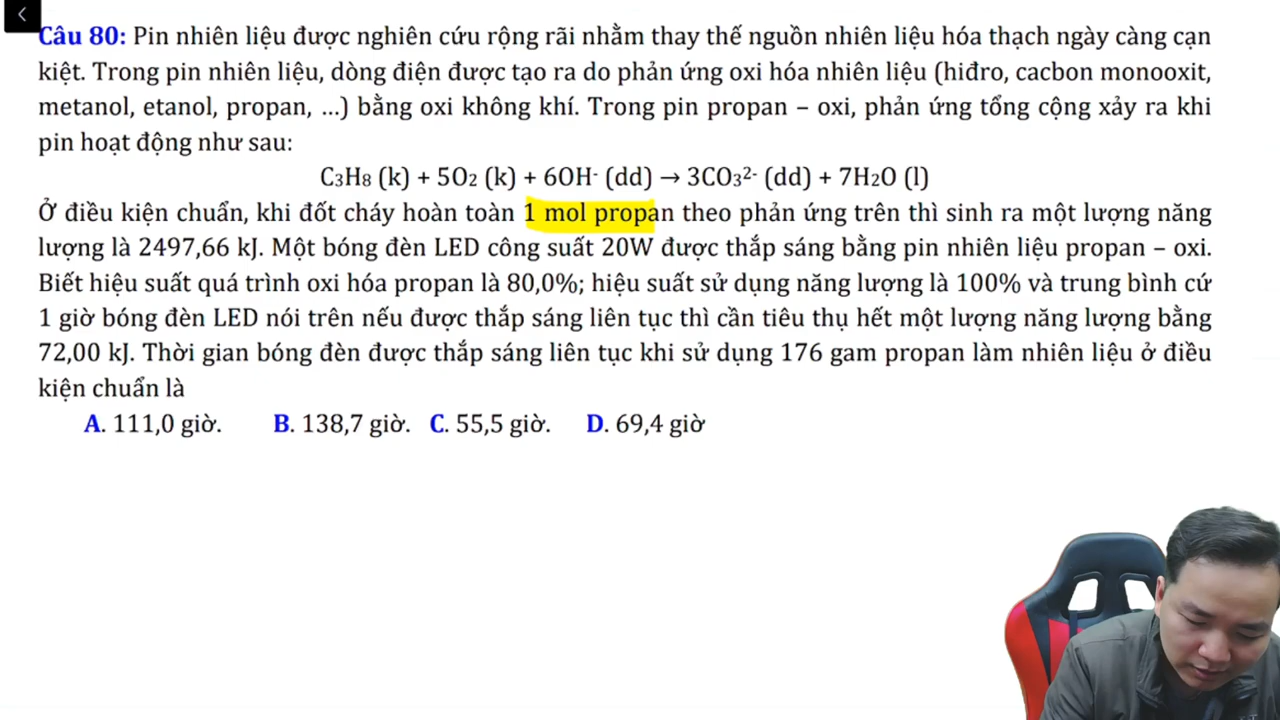 Câu 80: Pin nhiên liệu được nghiên cứu rộng rãi nhằm thay thế nguồn nhiên liệu hóa thạch ngày càng cạn
kiệt. Trong pin nhiên liệu, dòng điện được tạo ra do phản ứng oxi hóa nhiên liệu (hiđro, cacbon monooxit,
metanol, etanol, propan, ...) bằng oxi không khí. Trong pin propan – oxi, phản ứng tổng cộng xảy ra khi
pin hoạt động như sau:
C₃H₈ (k) + 5O₂ (k) + 6OH⁻ (dd) → 3CO₃²⁻ (dd) + 7H₂O (l)
Ở điều kiện chuẩn, khi đốt cháy hoàn toàn 1 mol propan theo phản ứng trên thì sinh ra một lượng năng
lượng là 2497,66 kJ. Một bóng đèn LED công suất 20W được thắp sáng bằng pin nhiên liệu propan – oxi.
Biết hiệu suất quá trình oxi hóa propan là 80,0%; hiệu suất sử dụng năng lượng là 100% và trung bình cứ
1 giờ bóng đèn LED nói trên nếu được thắp sáng liên tục thì cần tiêu thụ hết một lượng năng lượng bằng
72,00 kJ. Thời gian bóng đèn được thắp sáng liên tục khi sử dụng 176 gam propan làm nhiên liệu ở điều
kiện chuẩn là
A. 111,0 giờ. B. 138,7 giờ. C. 55,5 giờ. D. 69,4 giờ